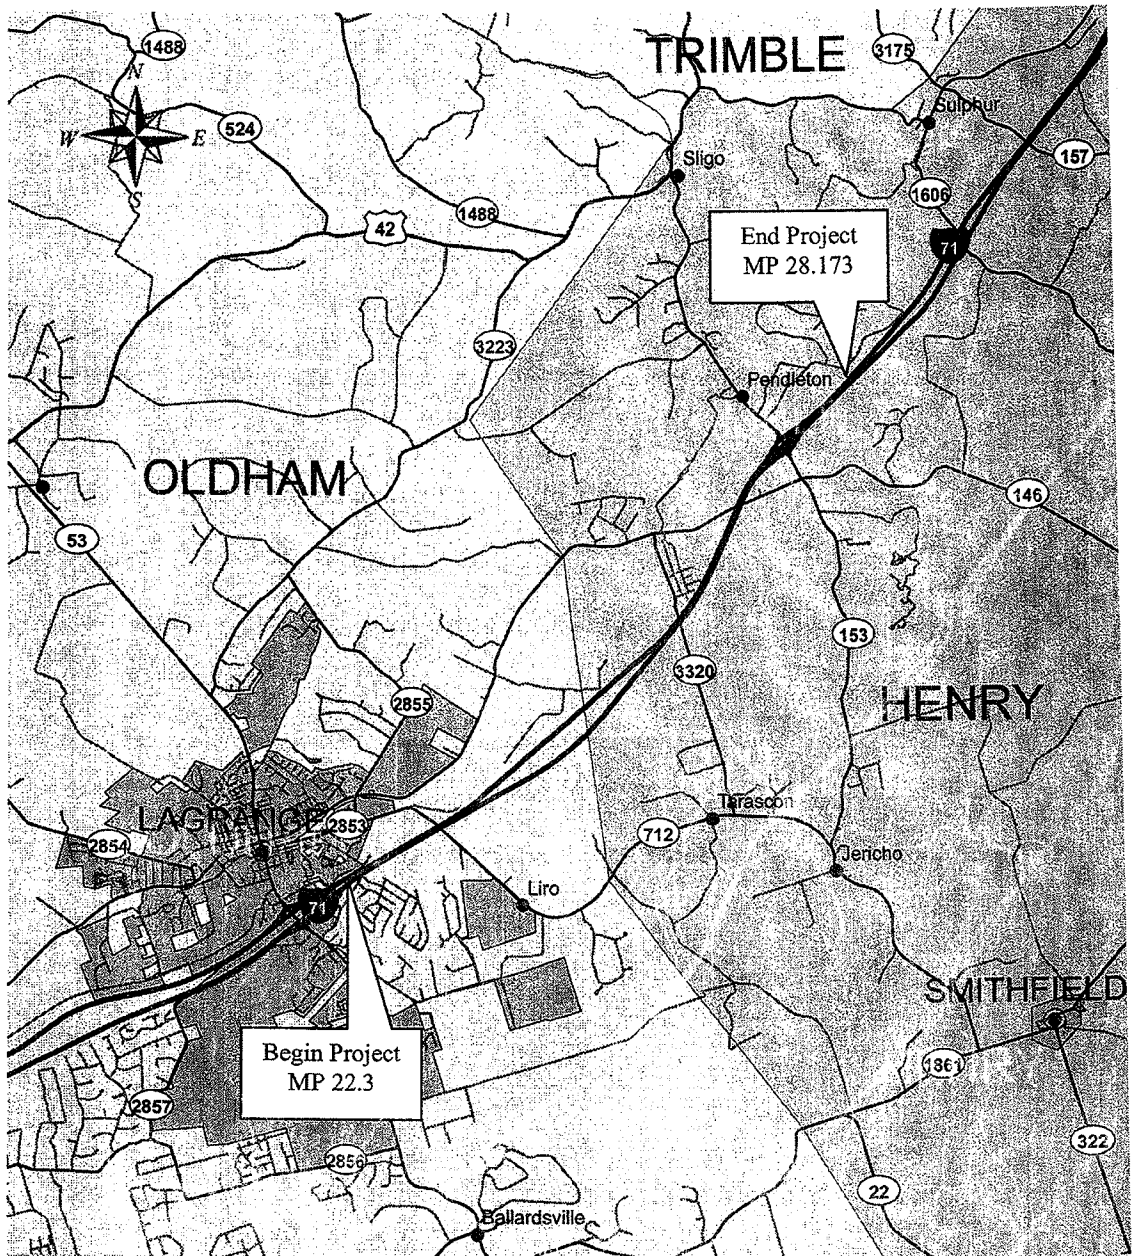 TRIMBLE
1488
3175
N
Sulphur
W
E
524
157
S
Sligo
1606
1488
42
End Project
MP 28.173
71
3223
Pendleton
OLDHAM
146
53
153
3320
HENRY
2855
LAGRANGE
2853
Tarascon
712
2854
Jericho
Liro
71
SMITHFIELD
Begin Project
MP 22.3
1861
2857
322
2856
22
Ballardsville